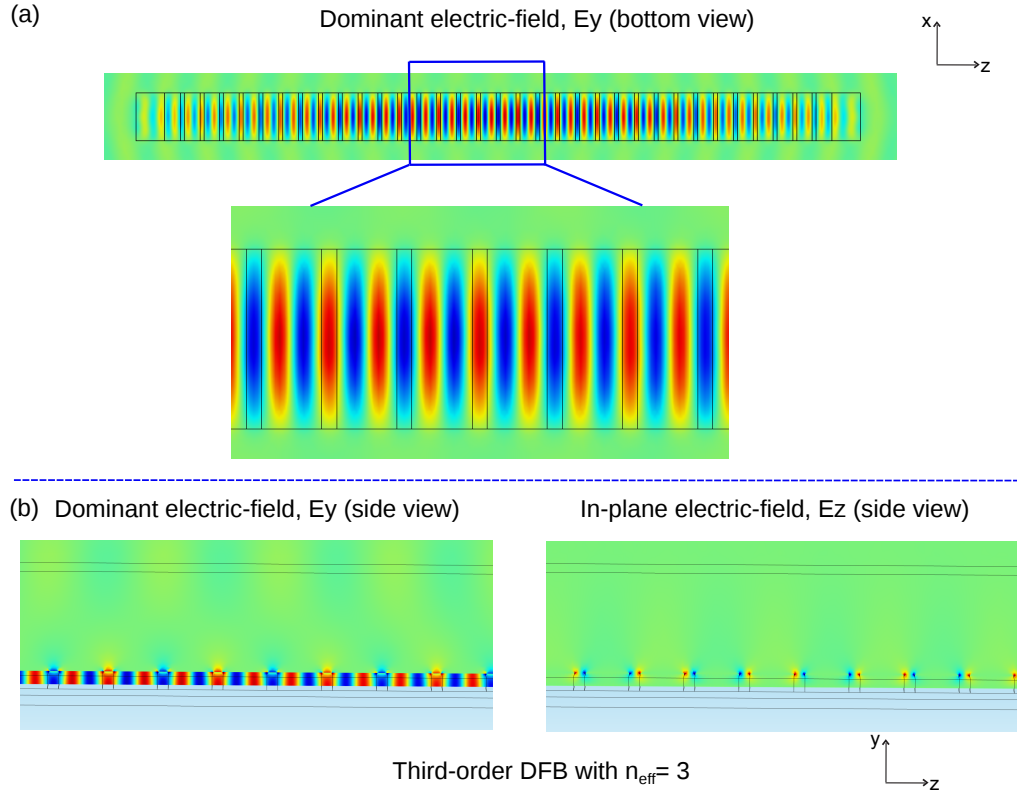 (a)
Dominant electric-field, Ey (bottom view)
x
z
(b) Dominant electric-field, Ey (side view)
In-plane electric-field, Ez (side view)
y
z
Third-order DFB with neff= 3